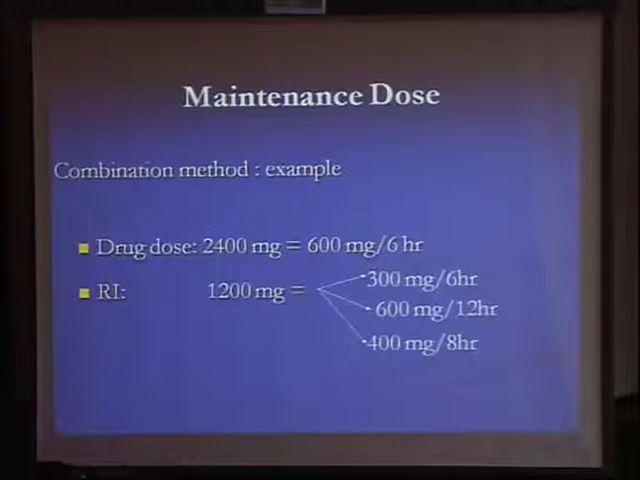 Maintenance Dose
Combination method : example
Drug dose: 2400 mg = 600 mg/6 hr
RI: 1200 mg = 300 mg/6hr
600 mg/12hr
400 mg/8hr